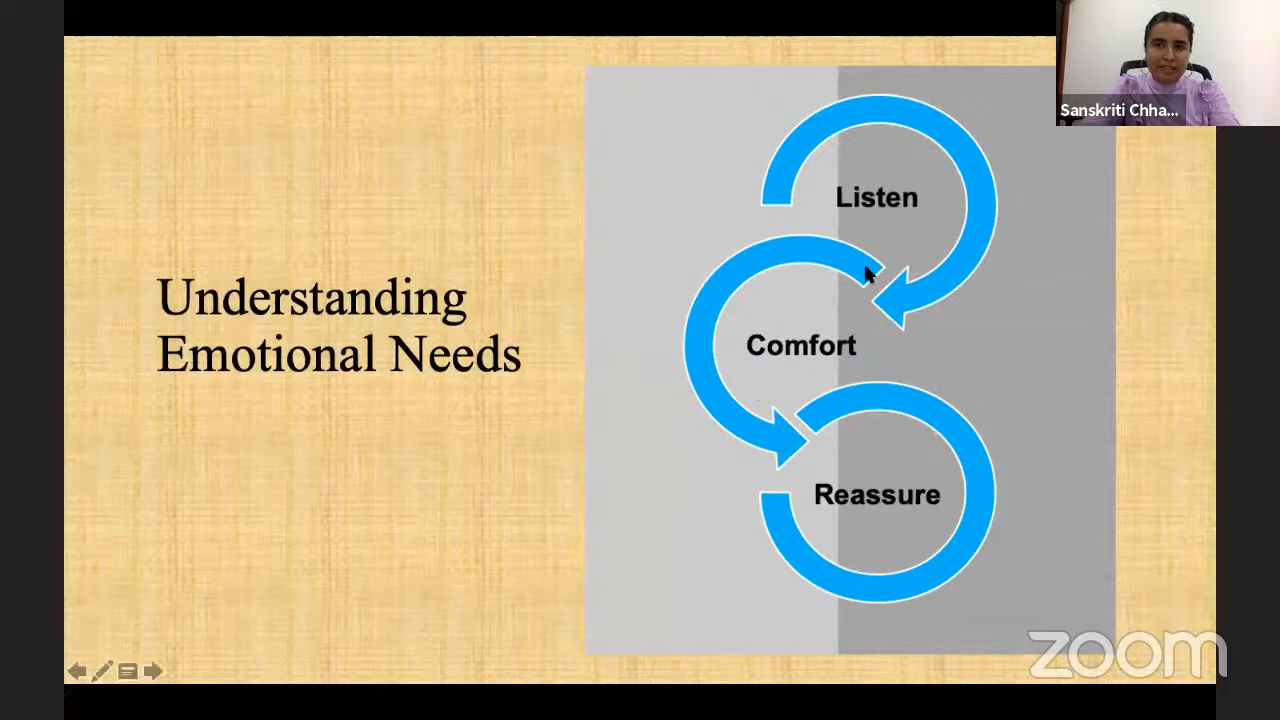 Sanskriti Chha...
Listen
Understanding
Emotional Needs
Comfort
Reassure
zoom